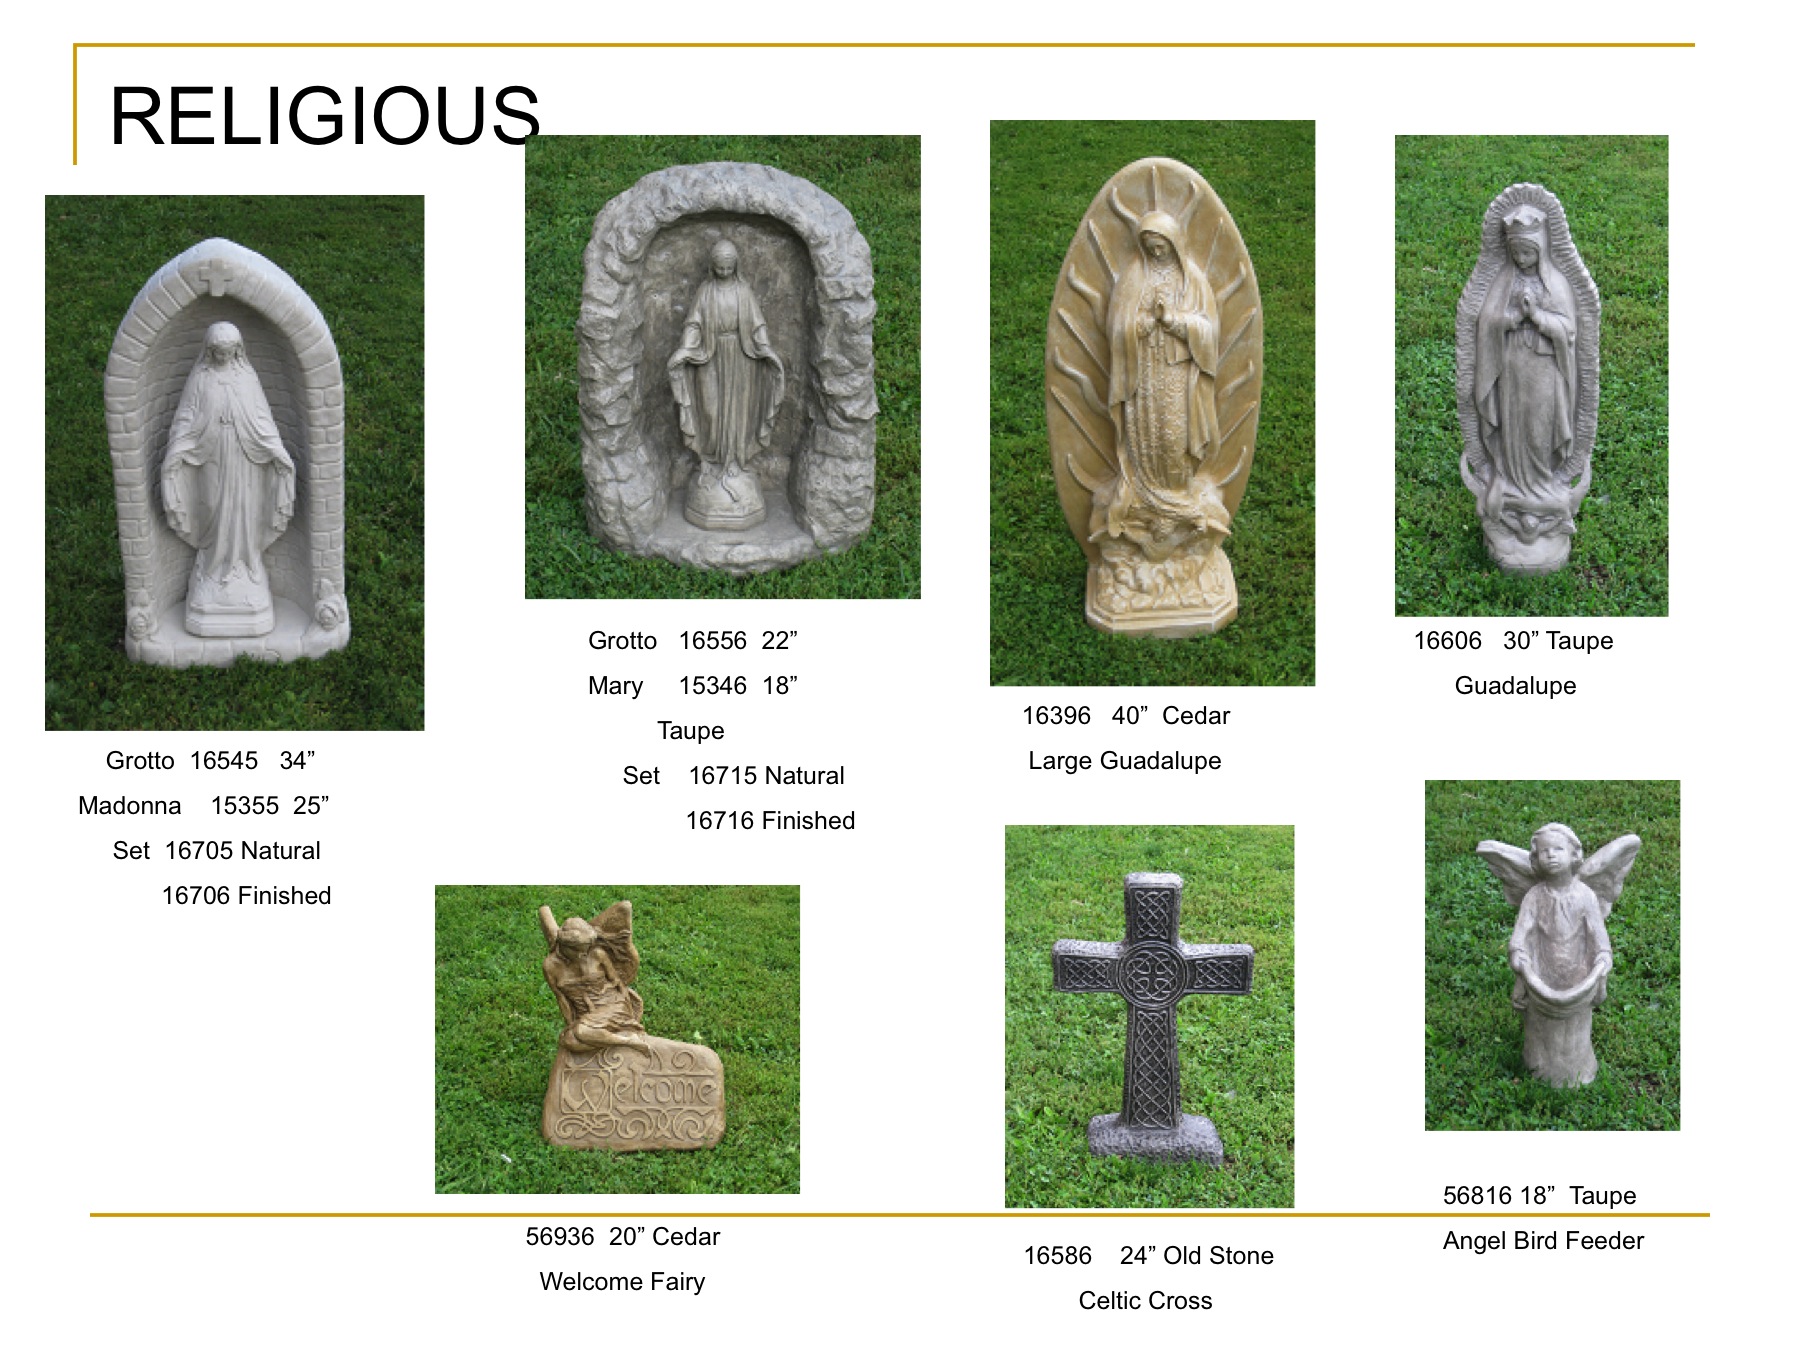 RELIGIOUS
Grotto 16545 34”
Madonna 15355 25”
Set 16705 Natural
16706 Finished
Grotto 16556 22”
Mary 15346 18”
Taupe
Set 16715 Natural
16716 Finished
16396 40” Cedar
Large Guadalupe
16606 30” Taupe
Guadalupe
Welcome
56936 20” Cedar
Welcome Fairy
16586 24” Old Stone
Celtic Cross
56816 18” Taupe
Angel Bird Feeder